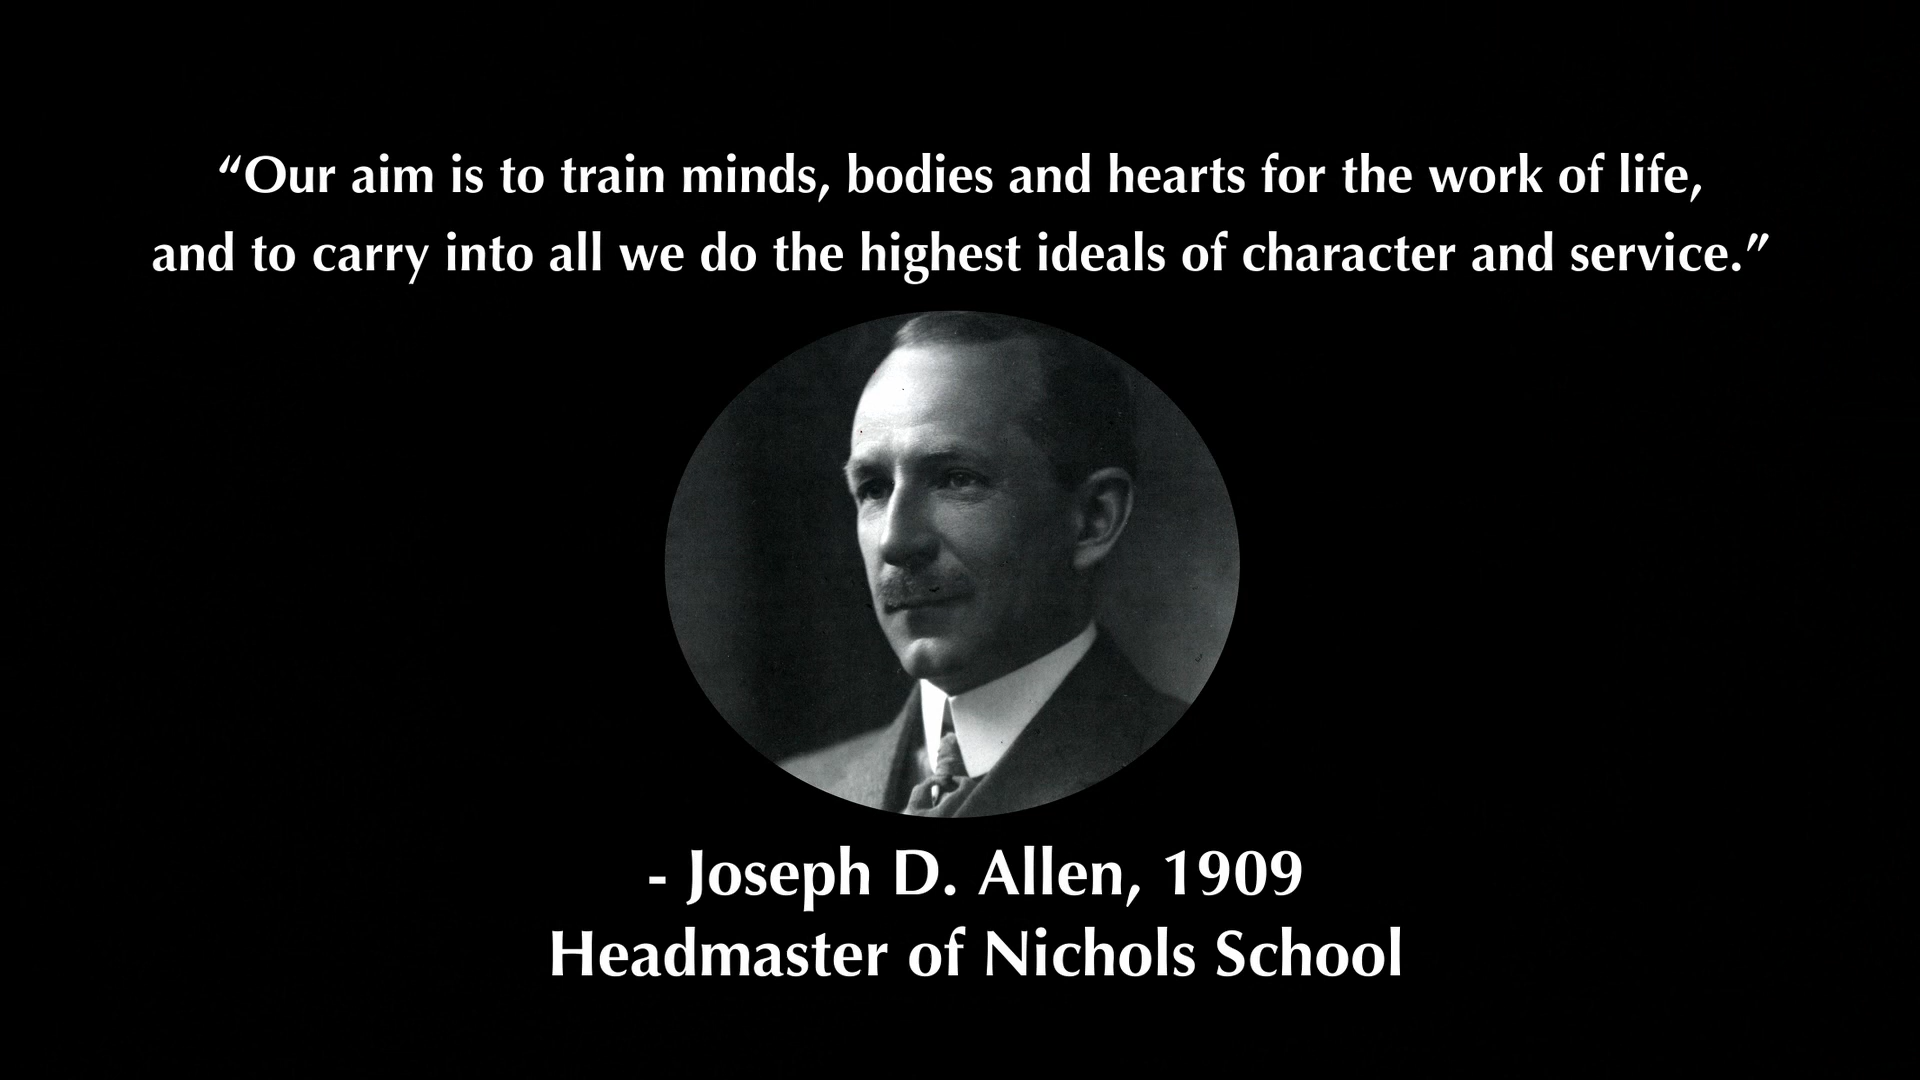 “Our aim is to train minds, bodies and hearts for the work of life,
and to carry into all we do the highest ideals of character and service.”
- Joseph D. Allen, 1909
Headmaster of Nichols School